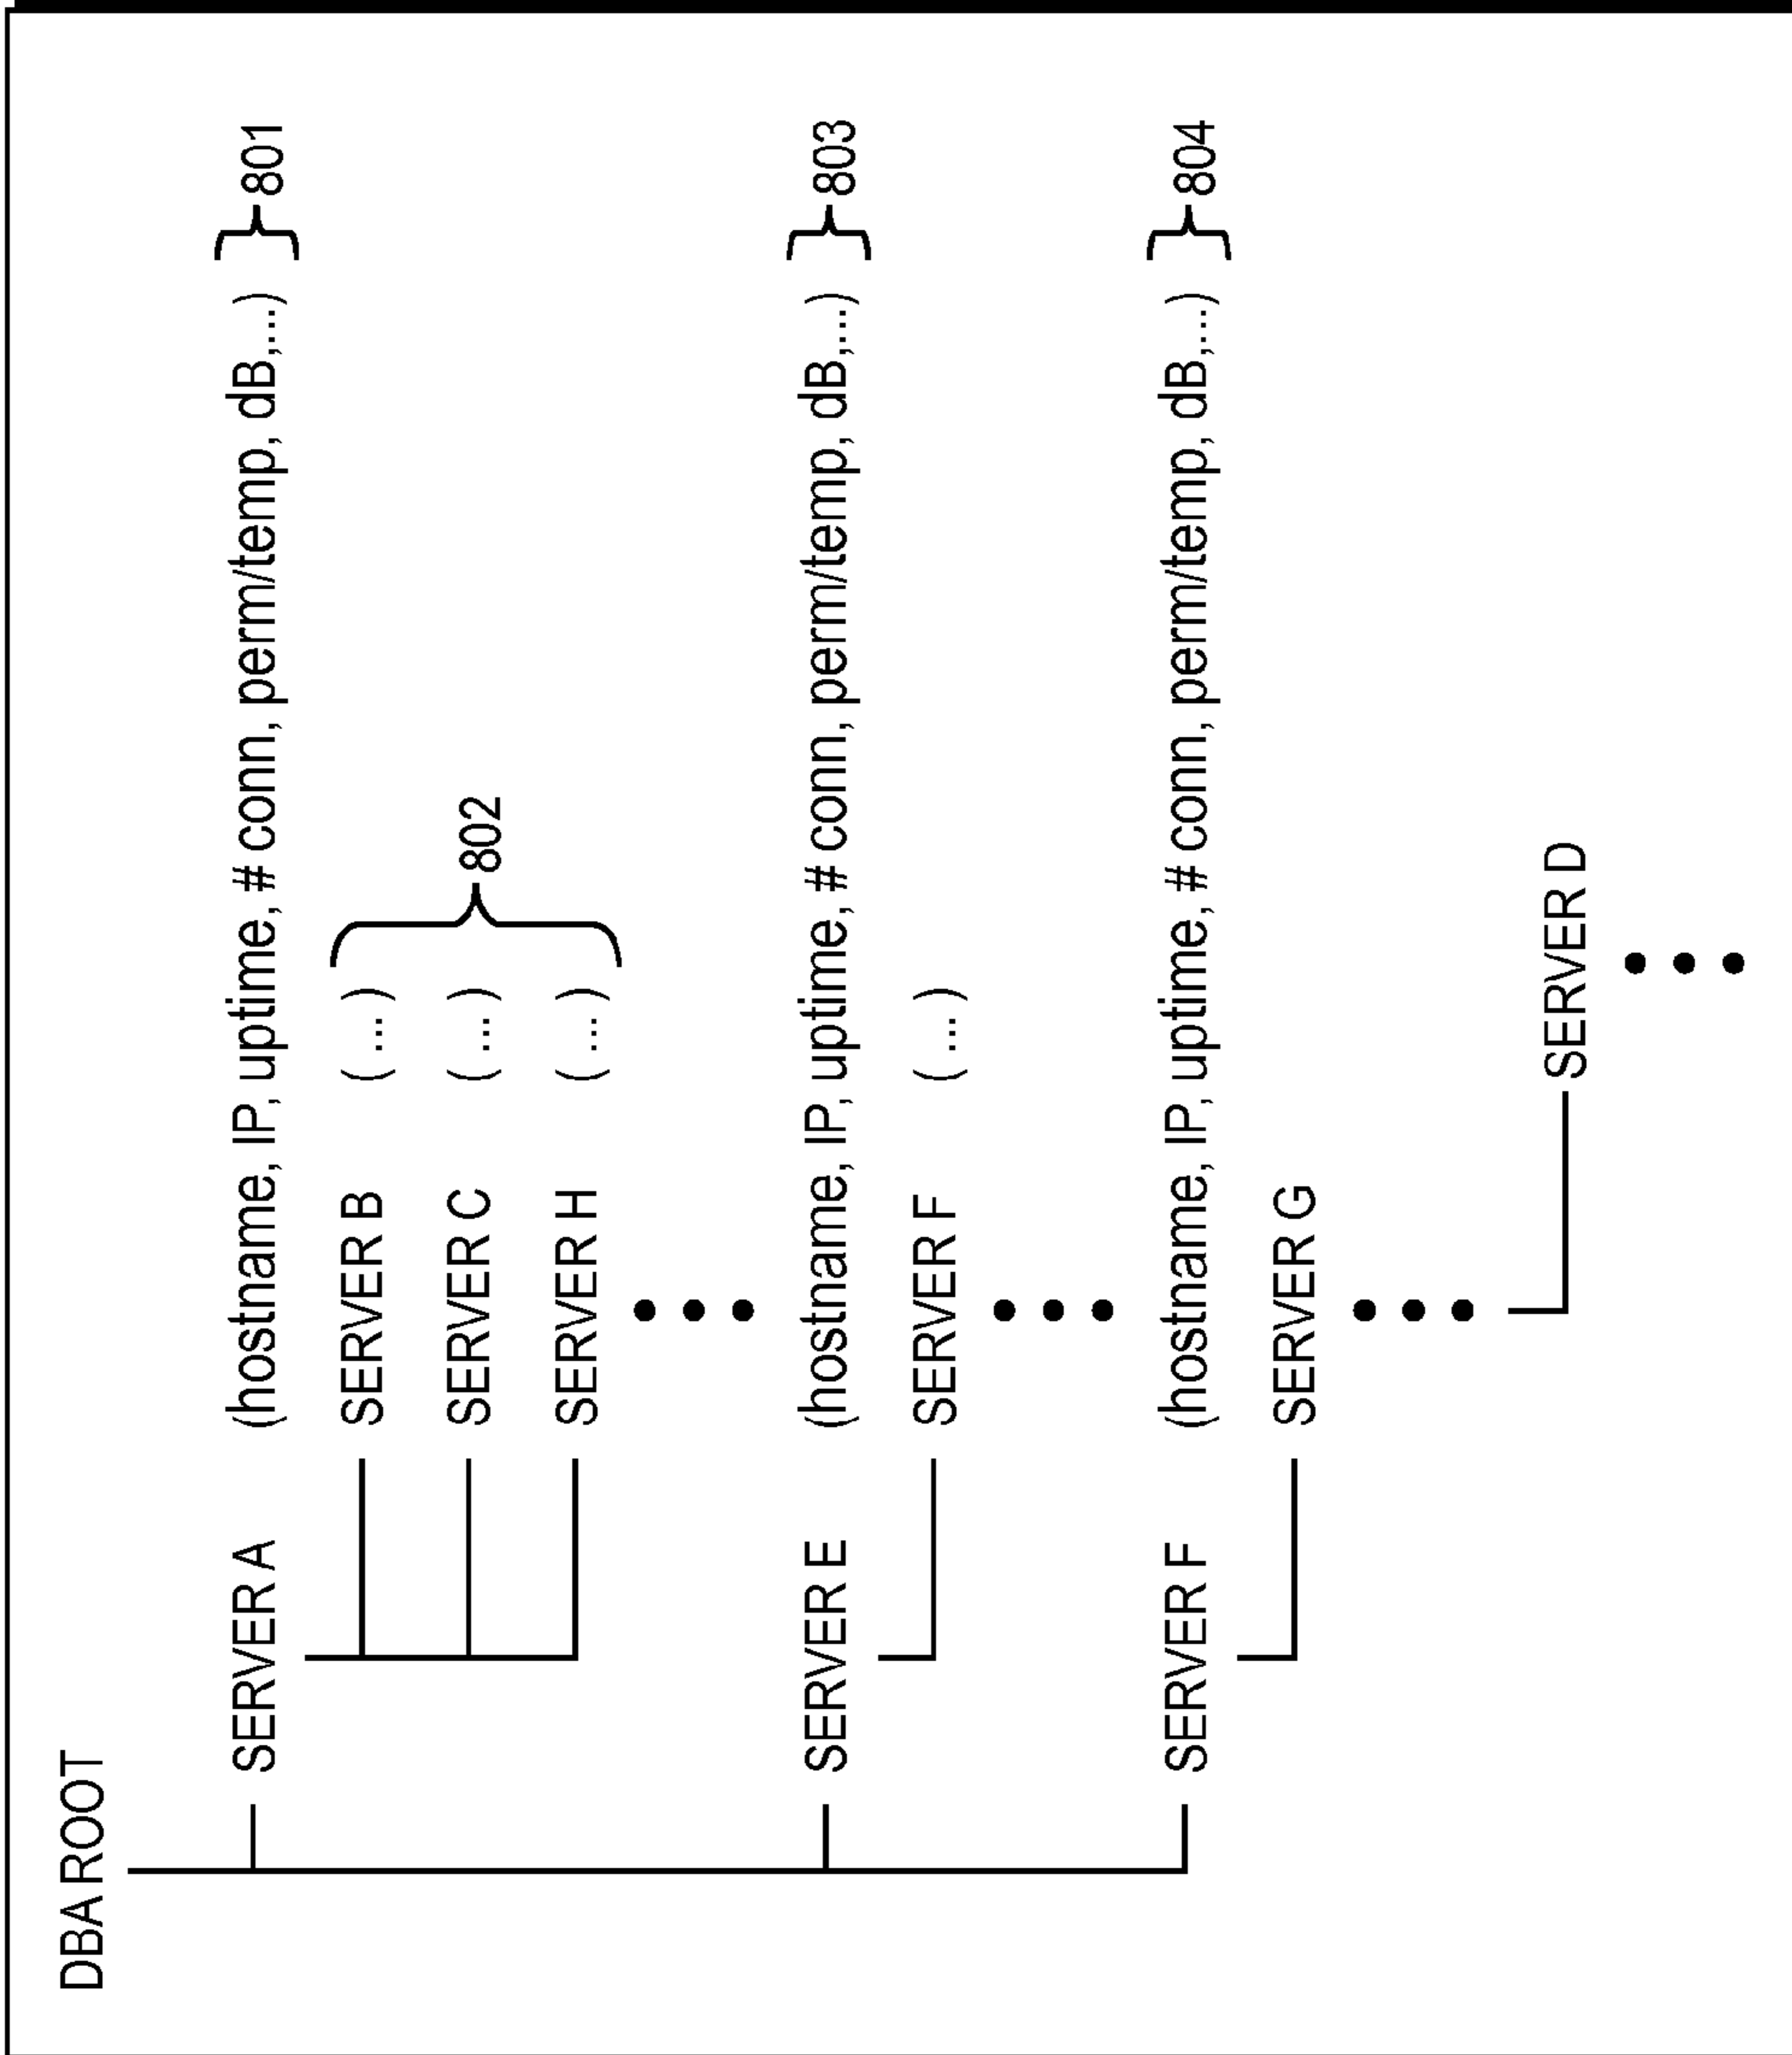 DBA ROOT
SERVER A (hostname, IP, uptime, # conn, perm/temp, dB,...) 801
SERVER B (...)
SERVER C (...) 802
SERVER H (...)
SERVER E (hostname, IP, uptime, # conn, perm/temp, dB,...) 803
SERVER F (...)
SERVER F (hostname, IP, uptime, # conn, perm/temp, dB,...) 804
SERVER G
SERVER D